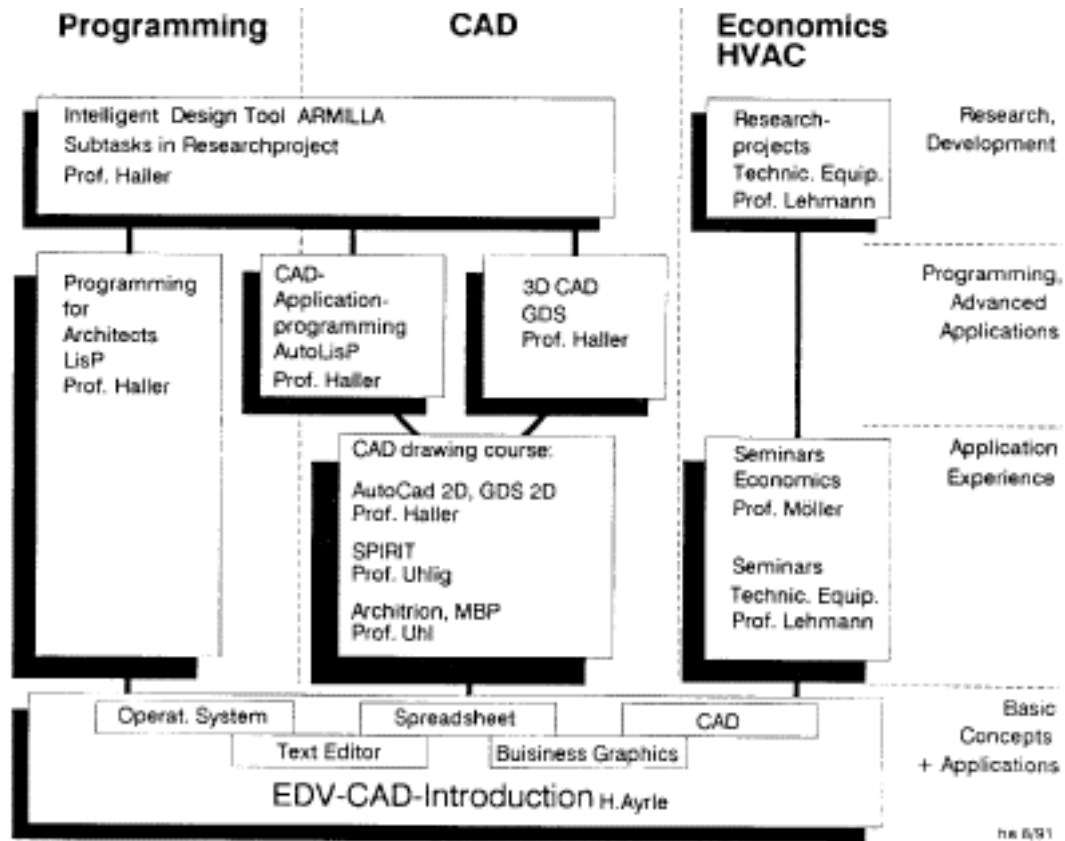 Programming
CAD
Economics
HVAC
Intelligent Design Tool ARMILLA
Subtasks in Researchproject
Prof. Haller
Research-
projects
Technic. Equip.
Prof. Lehmann
Research,
Development
Programming
for
Architects
LisP
Prof. Haller
CAD-
Application-
programming
AutoLisP
Prof. Haller
3D CAD
GDS
Prof. Haller
Programming,
Advanced
Applications
CAD drawing course:
AutoCad 2D, GDS 2D
Prof. Haller
SPIRIT
Prof. Uhlig
Architrion, MBP
Prof. Uhl
Seminars
Economics
Prof. Möller
Seminars
Technic. Equip.
Prof. Lehmann
Application
Experience
Operat. System
Spreadsheet
CAD
Text Editor
Buisiness Graphics
EDV-CAD-Introduction H.Ayrle
Basic
Concepts
+ Applications
ha 6/91